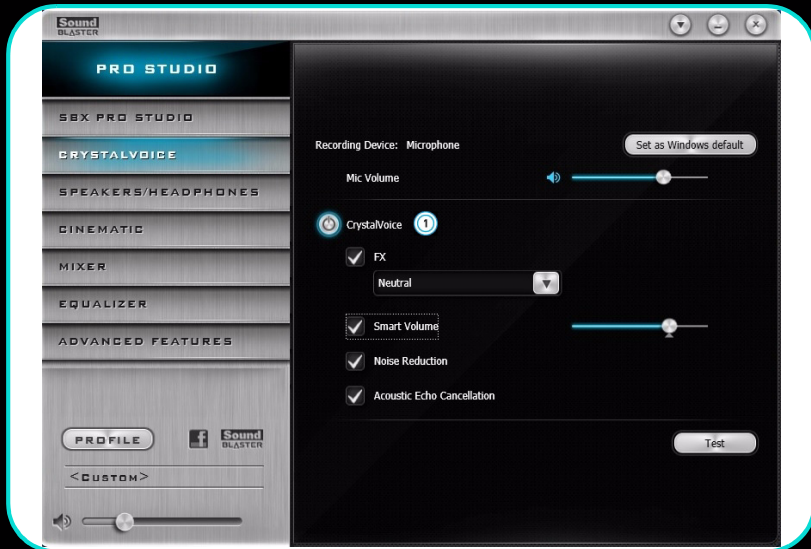 Sound
BLASTER
PRO STUDIO
SBX PRO STUDIO
CRYSTALVOICE
SPEAKERS/HEADPHONES
CINEMATIC
MIXER
EQUALIZER
ADVANCED FEATURES
PROFILE
f
Sound
BLASTER
<CUSTOM>
Recording Device: Microphone
Set as Windows default
Mic Volume
CrystalVoice 1
FX
Neutral
Smart Volume
Noise Reduction
Acoustic Echo Cancellation
Test